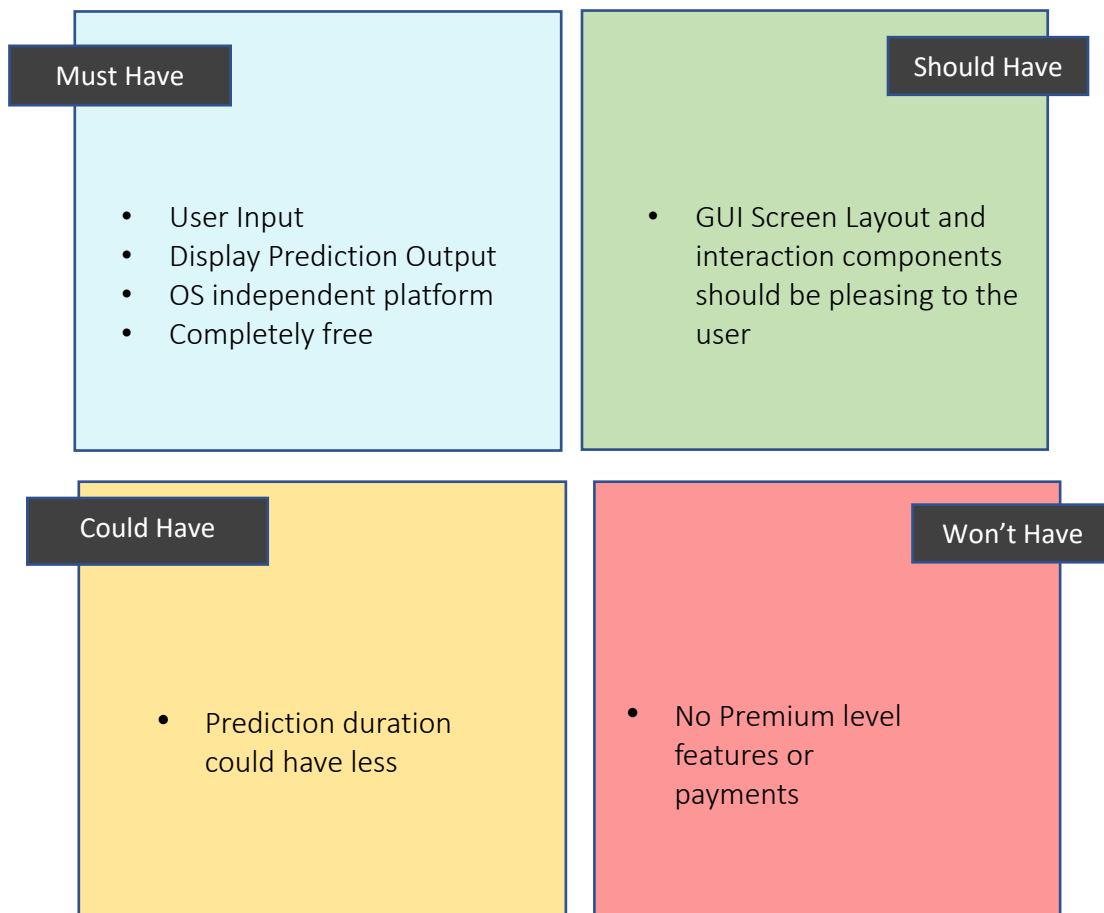 Must Have
• User Input
• Display Prediction Output
• OS independent platform
• Completely free
Should Have
• GUI Screen Layout and
interaction components
should be pleasing to the
user
Could Have
• Prediction duration
could have less
Won’t Have
• No Premium level
features or
payments